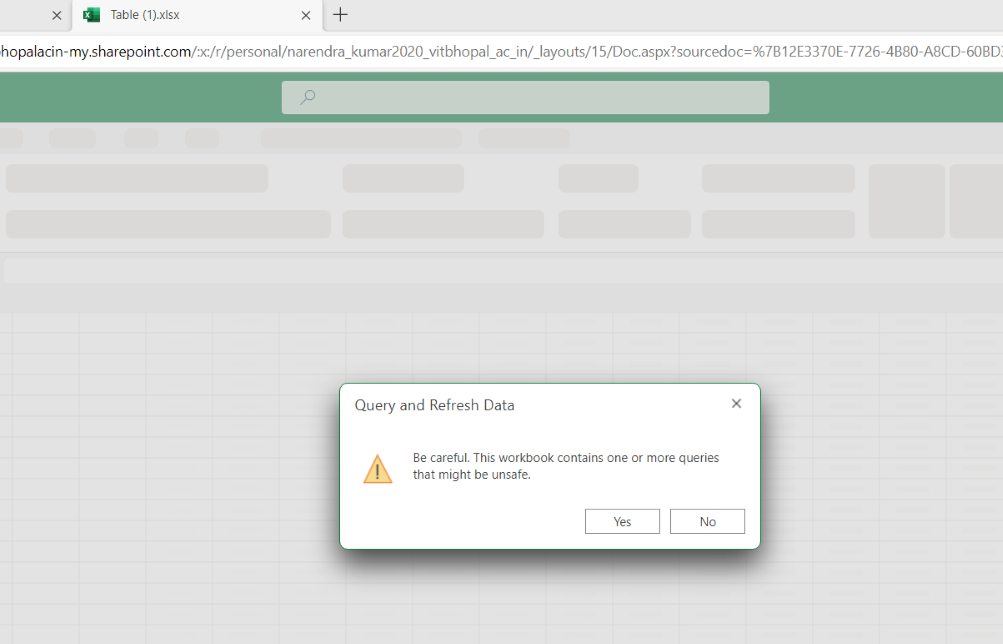 Table (1).xlsx
hopalacin-my.sharepoint.com/:x:/r/personal/narendra_kumar2020_vitbhopal_ac_in/_layouts/15/Doc.aspx?sourcedoc=%7B12E3370E-7726-4B80-A8CD-60BD3
Query and Refresh Data
Be careful. This workbook contains one or more queries
that might be unsafe.
Yes No